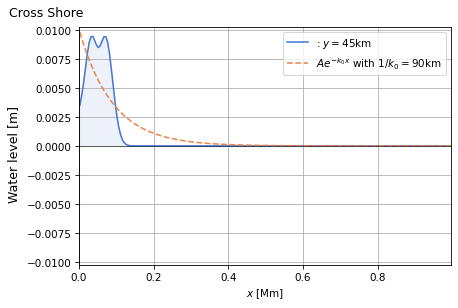 Cross Shore
: y = 45km
Ae^{-k_0x} with 1/k_0 = 90km
Water level [m]
0.0100
0.0075
0.0050
0.0025
0.0000
−0.0025
−0.0050
−0.0075
−0.0100
0.0 0.2 0.4 0.6 0.8
x [Mm]